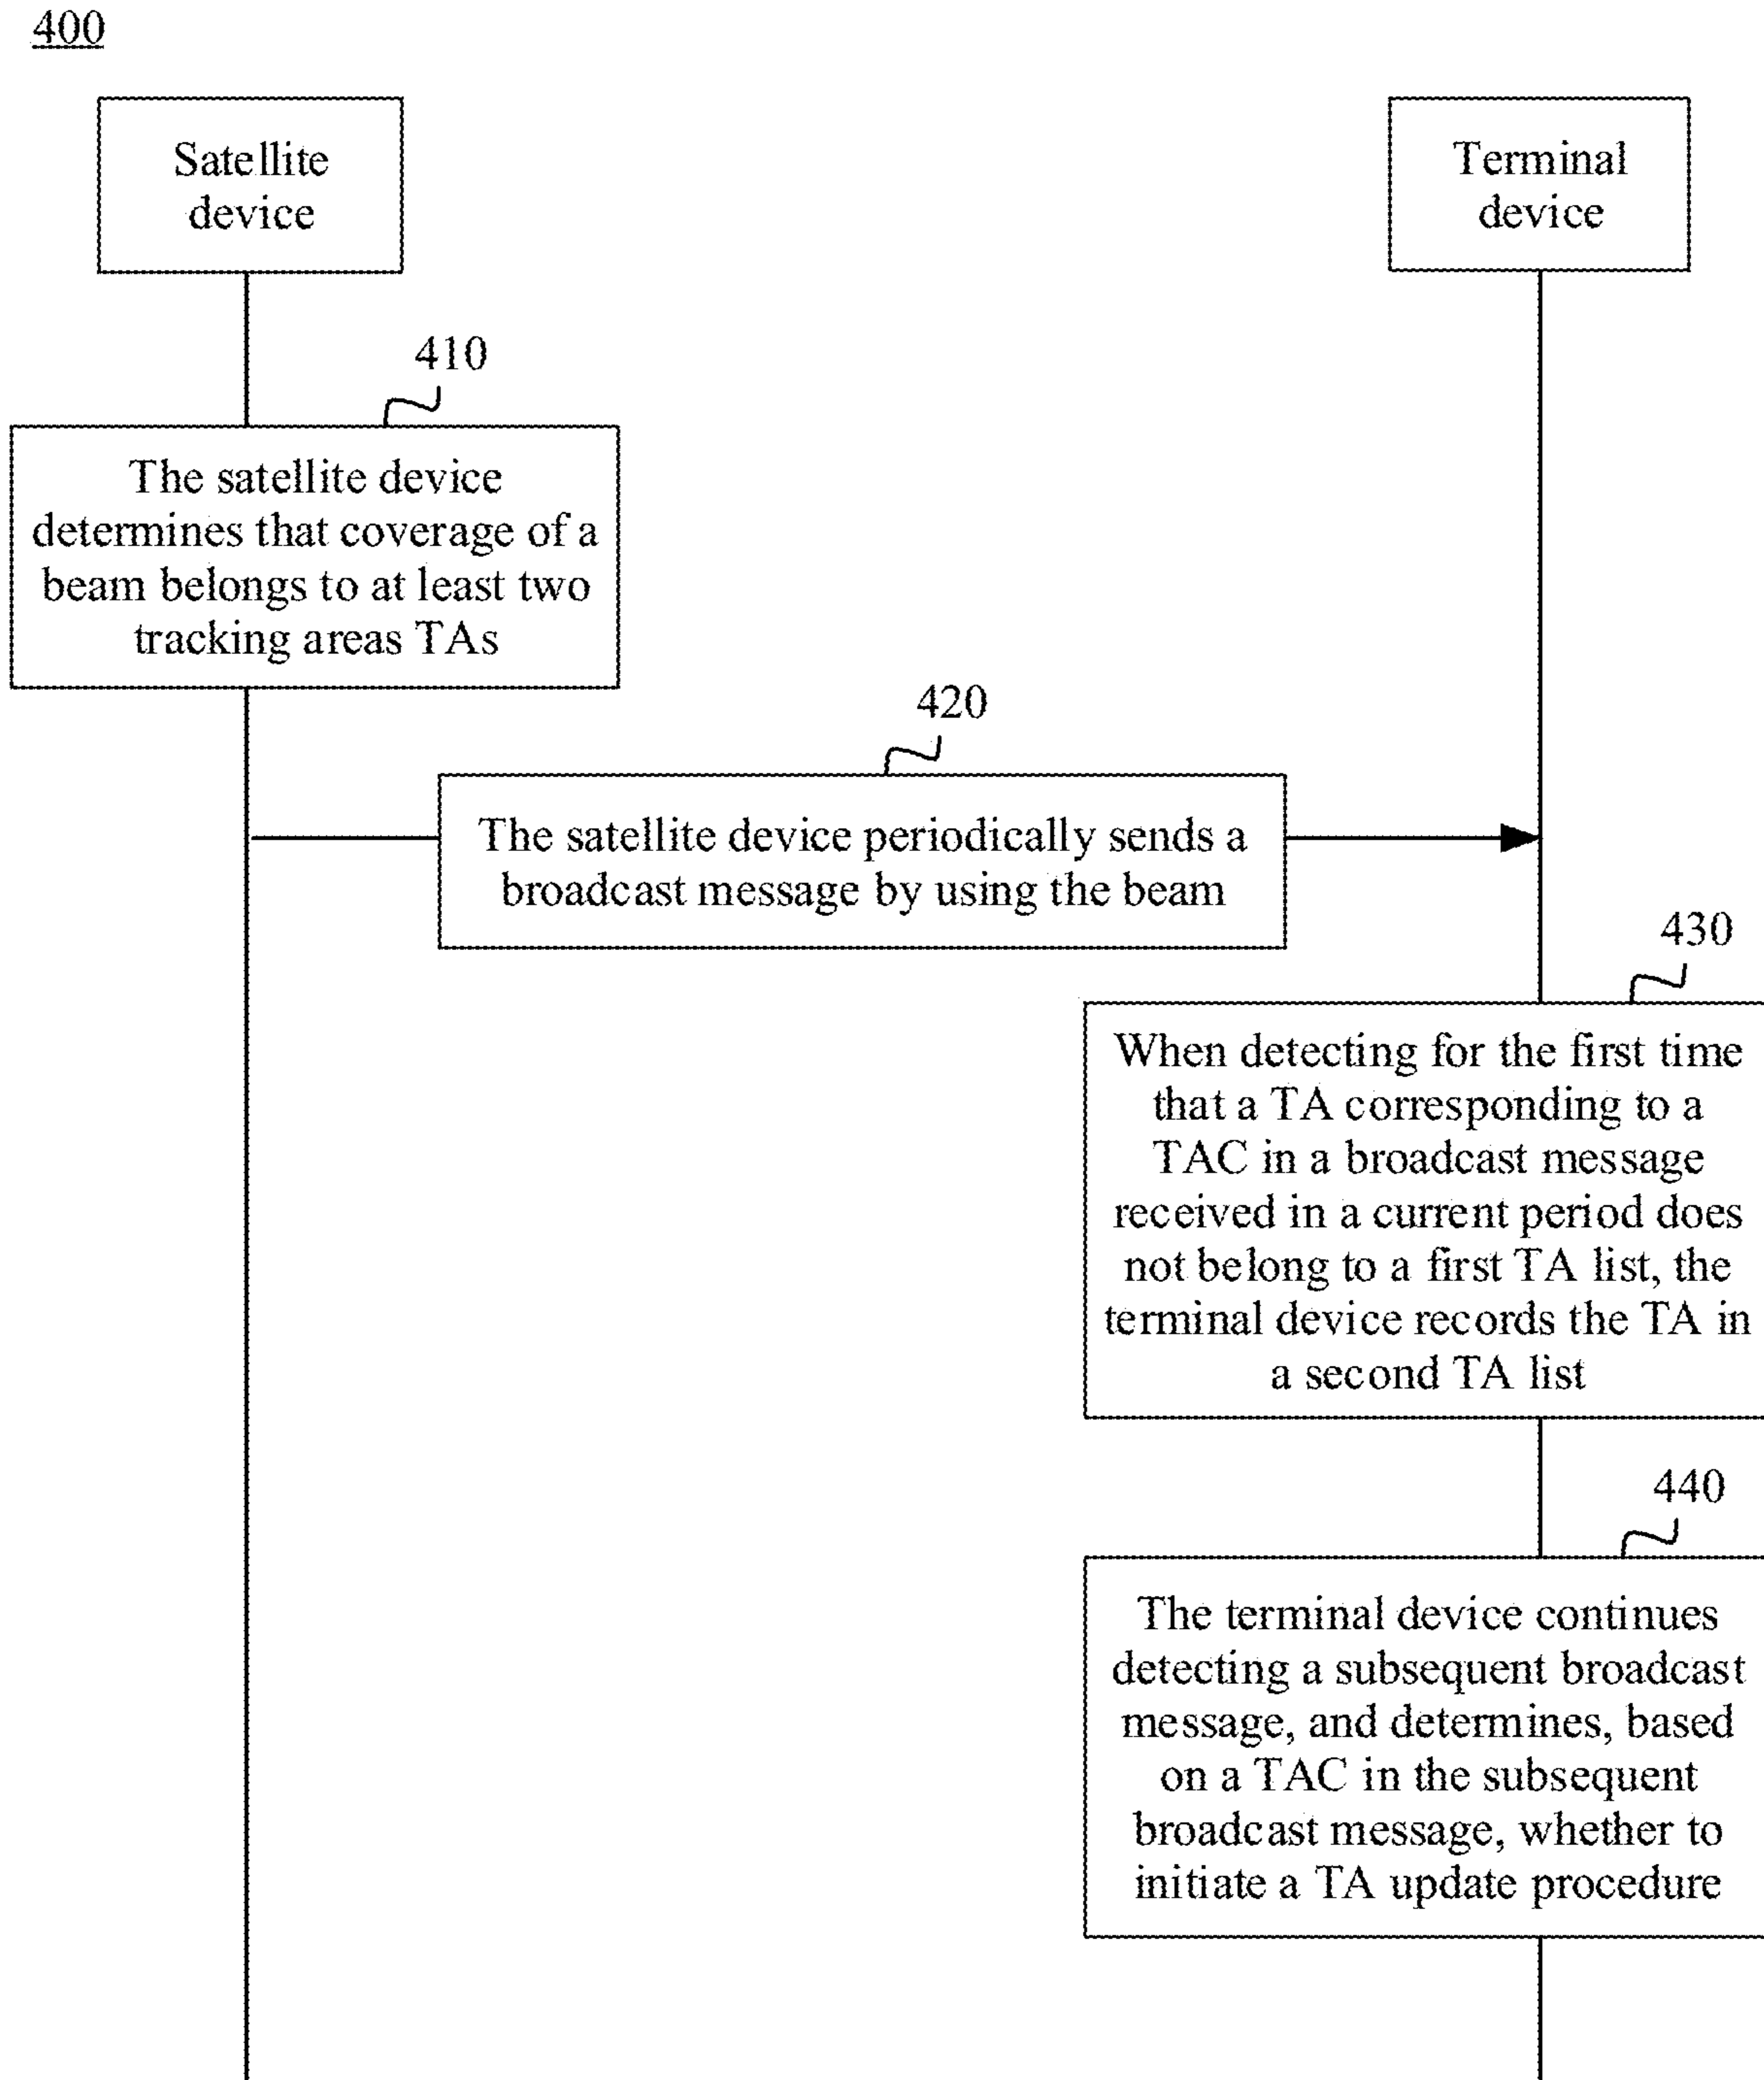 400
Satellite
device
Terminal
device
410
The satellite device
determines that coverage of a
beam belongs to at least two
tracking areas TAs
420
The satellite device periodically sends a
broadcast message by using the beam
430
When detecting for the first time
that a TA corresponding to a
TAC in a broadcast message
received in a current period does
not belong to a first TA list, the
terminal device records the TA in
a second TA list
440
The terminal device continues
detecting a subsequent broadcast
message, and determines, based
on a TAC in the subsequent
broadcast message, whether to
initiate a TA update procedure